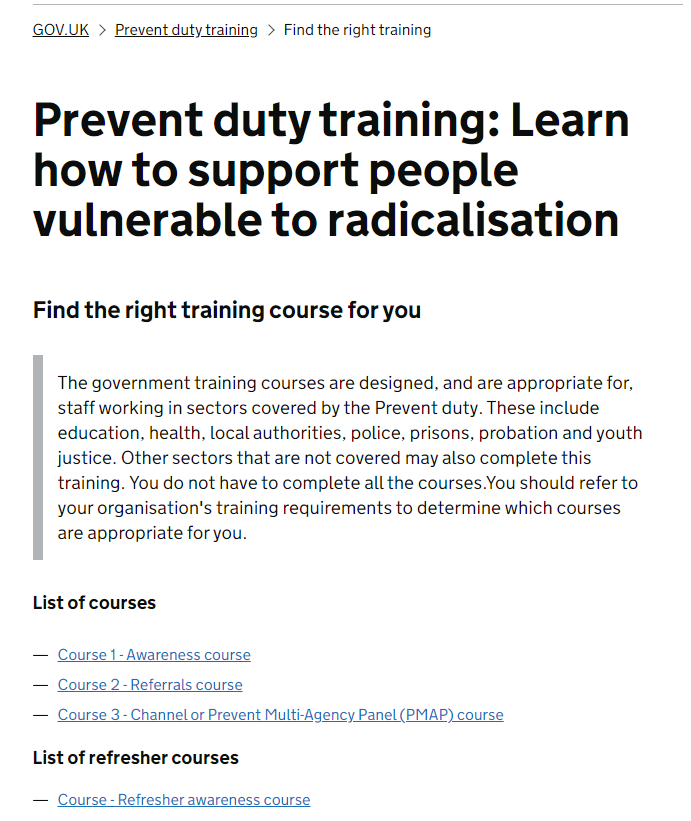 GOV.UK > Prevent duty training > Find the right training
Prevent duty training: Learn
how to support people
vulnerable to radicalisation
Find the right training course for you
The government training courses are designed, and are appropriate for,
staff working in sectors covered by the Prevent duty. These include
education, health, local authorities, police, prisons, probation and youth
justice. Other sectors that are not covered may also complete this
training. You do not have to complete all the courses.You should refer to
your organisation's training requirements to determine which courses
are appropriate for you.
List of courses
— Course 1 - Awareness course
— Course 2 - Referrals course
— Course 3 - Channel or Prevent Multi-Agency Panel (PMAP) course
List of refresher courses
— Course - Refresher awareness course